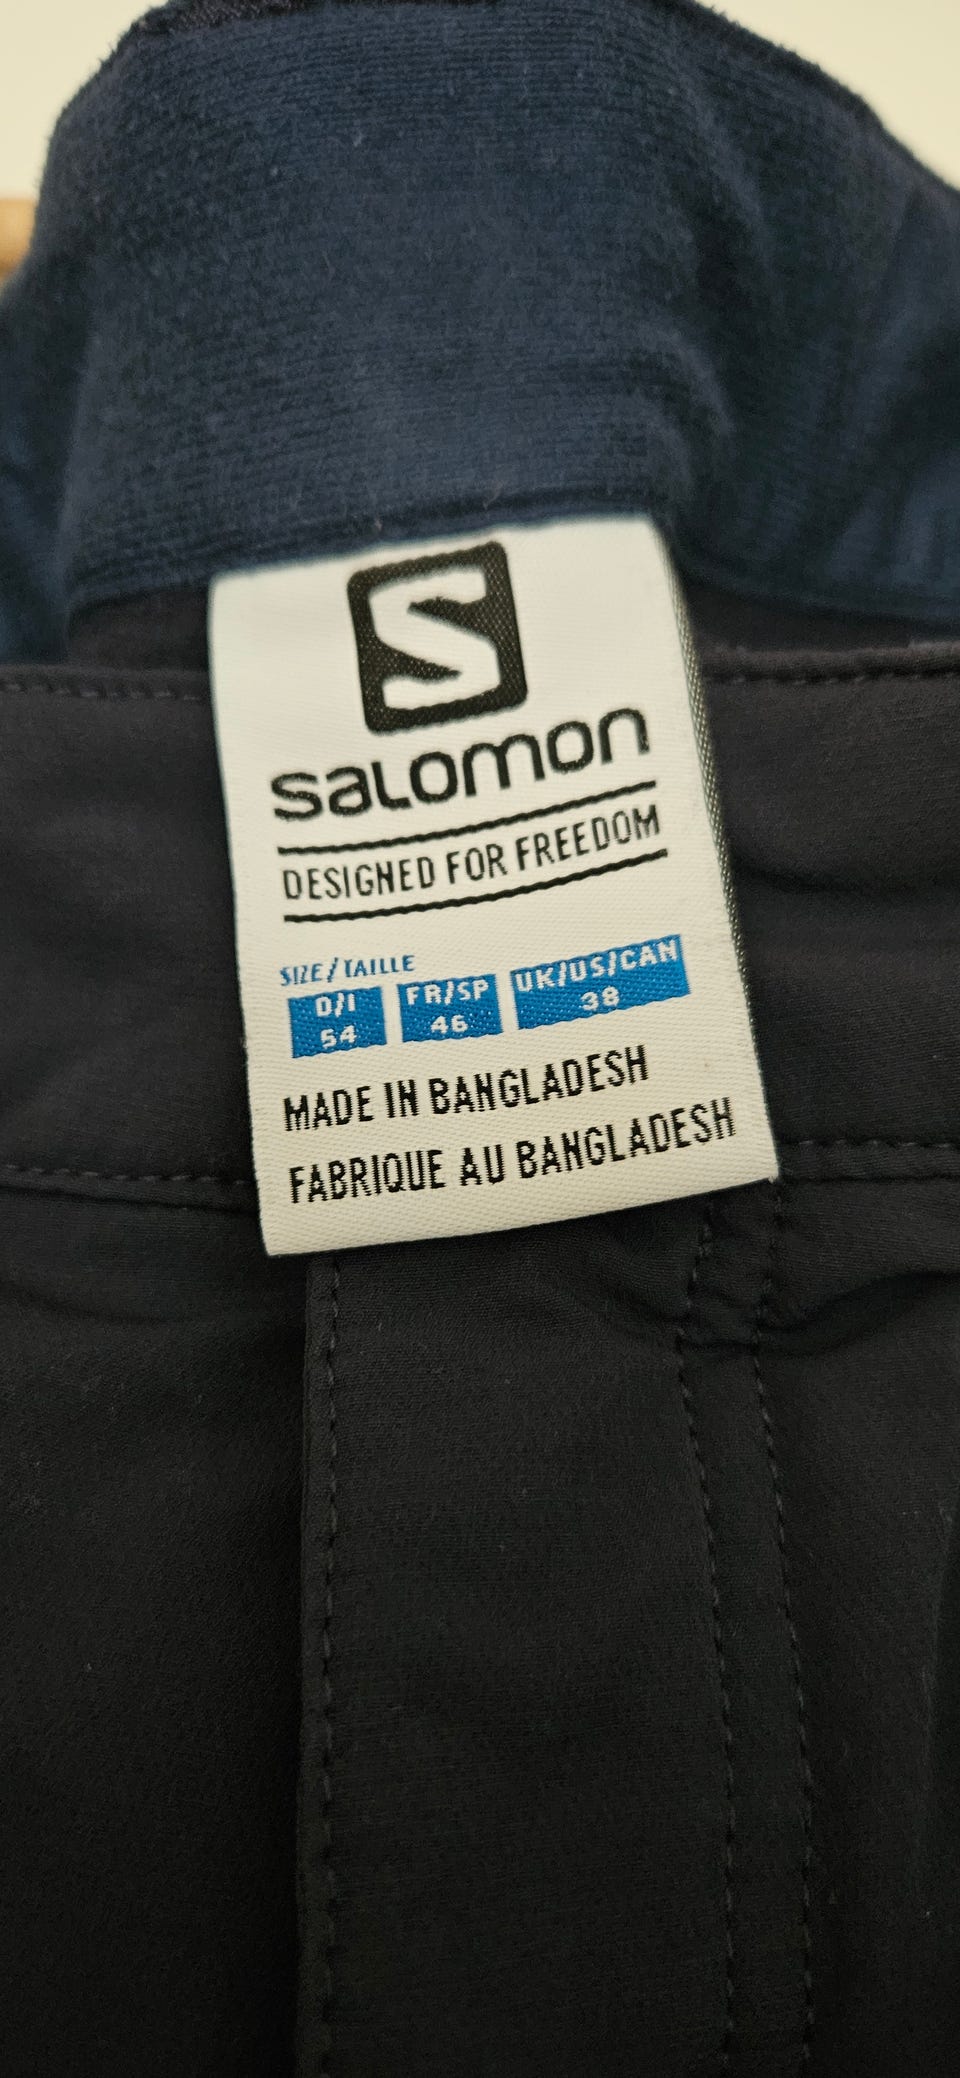 S
SALOMON
DESIGNED FOR FREEDOM
SIZE / TAILLE
D/I FR/SP UK/US/CAN
54 46 38
MADE IN BANGLADESH
FABRIQUE AU BANGLADESH